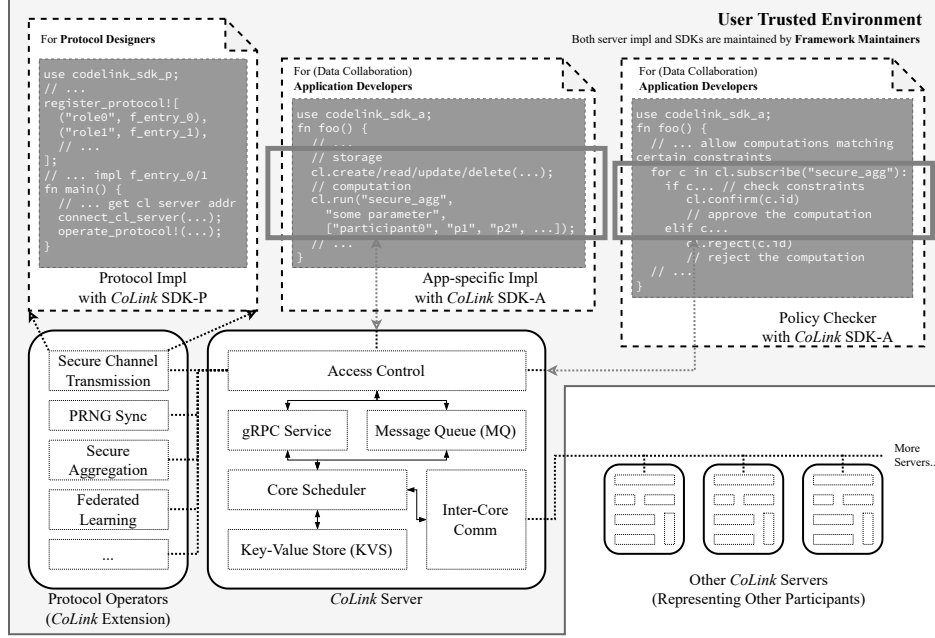 User Trusted Environment
Both server impl and SDKs are maintained by Framework Maintainers
For Protocol Designers
use codelink_sdk_p;
// ...
register_protocol![
("role0", f_entry_0),
("role1", f_entry_1),
// ...
];
// ... impl f_entry_0/1
fn main() {
// ... get cl server addr
connect_cl_server(...);
operate_protocol!(...);
}
Protocol Impl
with CoLink SDK-P
For (Data Collaboration)
Application Developers
use codelink_sdk_a;
fn foo() {
// ...
// storage
cl.create/read/update/delete(...);
// computation
cl.run("secure_agg",
"some parameter",
["participant0", "p1", "p2", ...]);
// ...
}
App-specific Impl
with CoLink SDK-A
For (Data Collaboration)
Application Developers
use codelink_sdk_a;
fn foo() {
// ... allow computations matching
certain constraints
for c in cl.subscribe("secure_agg"):
if c... // check constraints
cl.confirm(c.id)
// approve the computation
elif c...
cl.reject(c.id)
// reject the computation
// ...
}
Policy Checker
with CoLink SDK-A
Secure Channel
Transmission
PRNG Sync
Secure
Aggregation
Federated
Learning
...
Protocol Operators
(CoLink Extension)
Access Control
gRPC Service
Message Queue (MQ)
Core Scheduler
Inter-Core
Comm
Key-Value Store (KVS)
CoLink Server
More
Servers...
Other CoLink Servers
(Representing Other Participants)